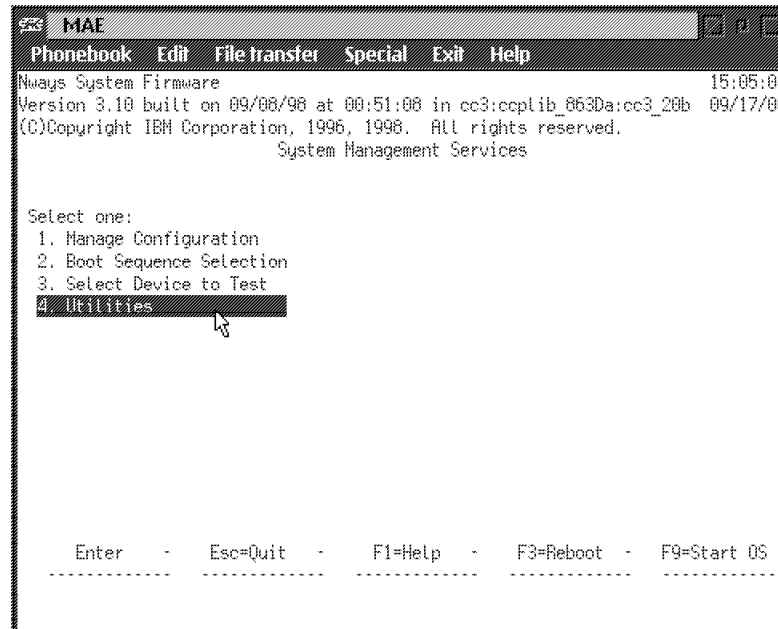 MAE
Phonebook Edit File transfer Special Exit Help
Nways System Firmware 15:05:0
Version 3.10 built on 09/08/98 at 00:51:08 in cc3:ccplib_863Da:cc3_20b 09/17/0
(C)Copyright IBM Corporation, 1996, 1998. All rights reserved.
System Management Services
Select one:
1. Manage Configuration
2. Boot Sequence Selection
3. Select Device to Test
4. Utilities
Enter - Esc=Quit - F1=Help - F3=Reboot - F9=Start OS